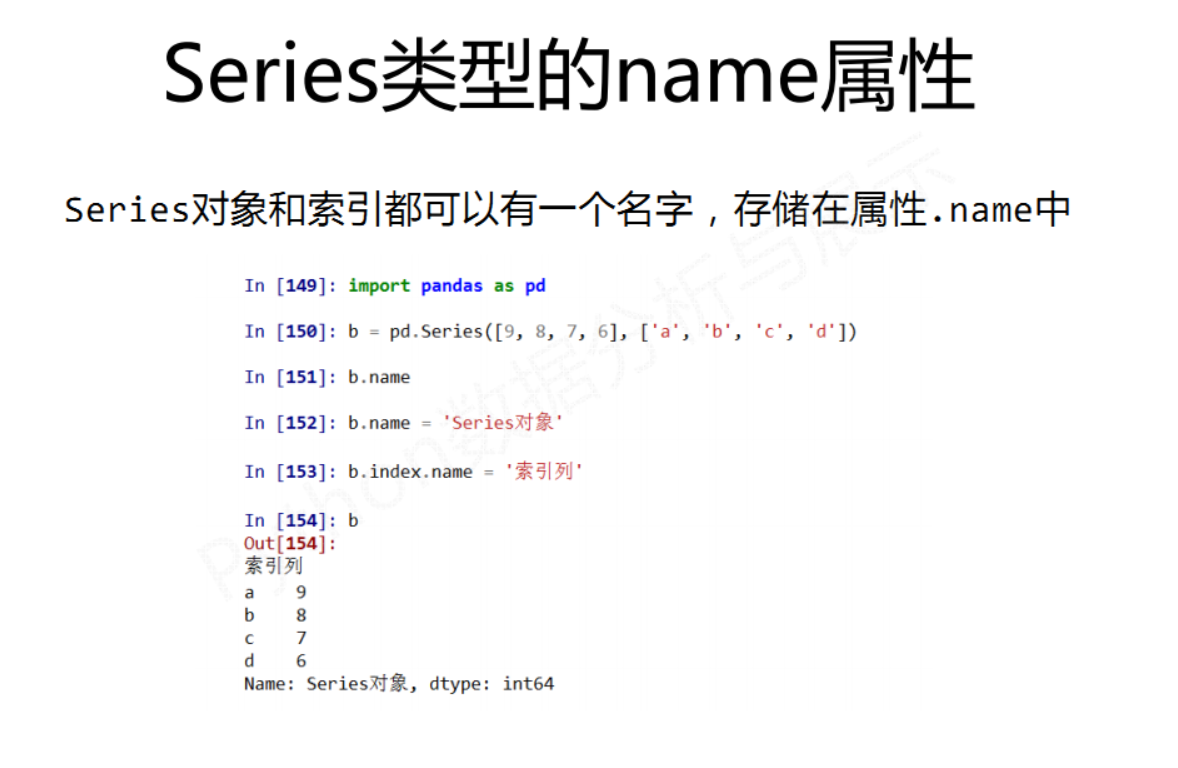 Series类型的name属性
Series对象和索引都可以有一个名字，存储在属性.name中
In [149]: import pandas as pd
In [150]: b = pd.Series([9, 8, 7, 6], ['a', 'b', 'c', 'd'])
In [151]: b.name
In [152]: b.name = 'Series对象'
In [153]: b.index.name = '索引列'
In [154]: b
Out[154]:
索引列
a    9
b    8
c    7
d    6
Name: Series对象, dtype: int64
Python数据分析与展示